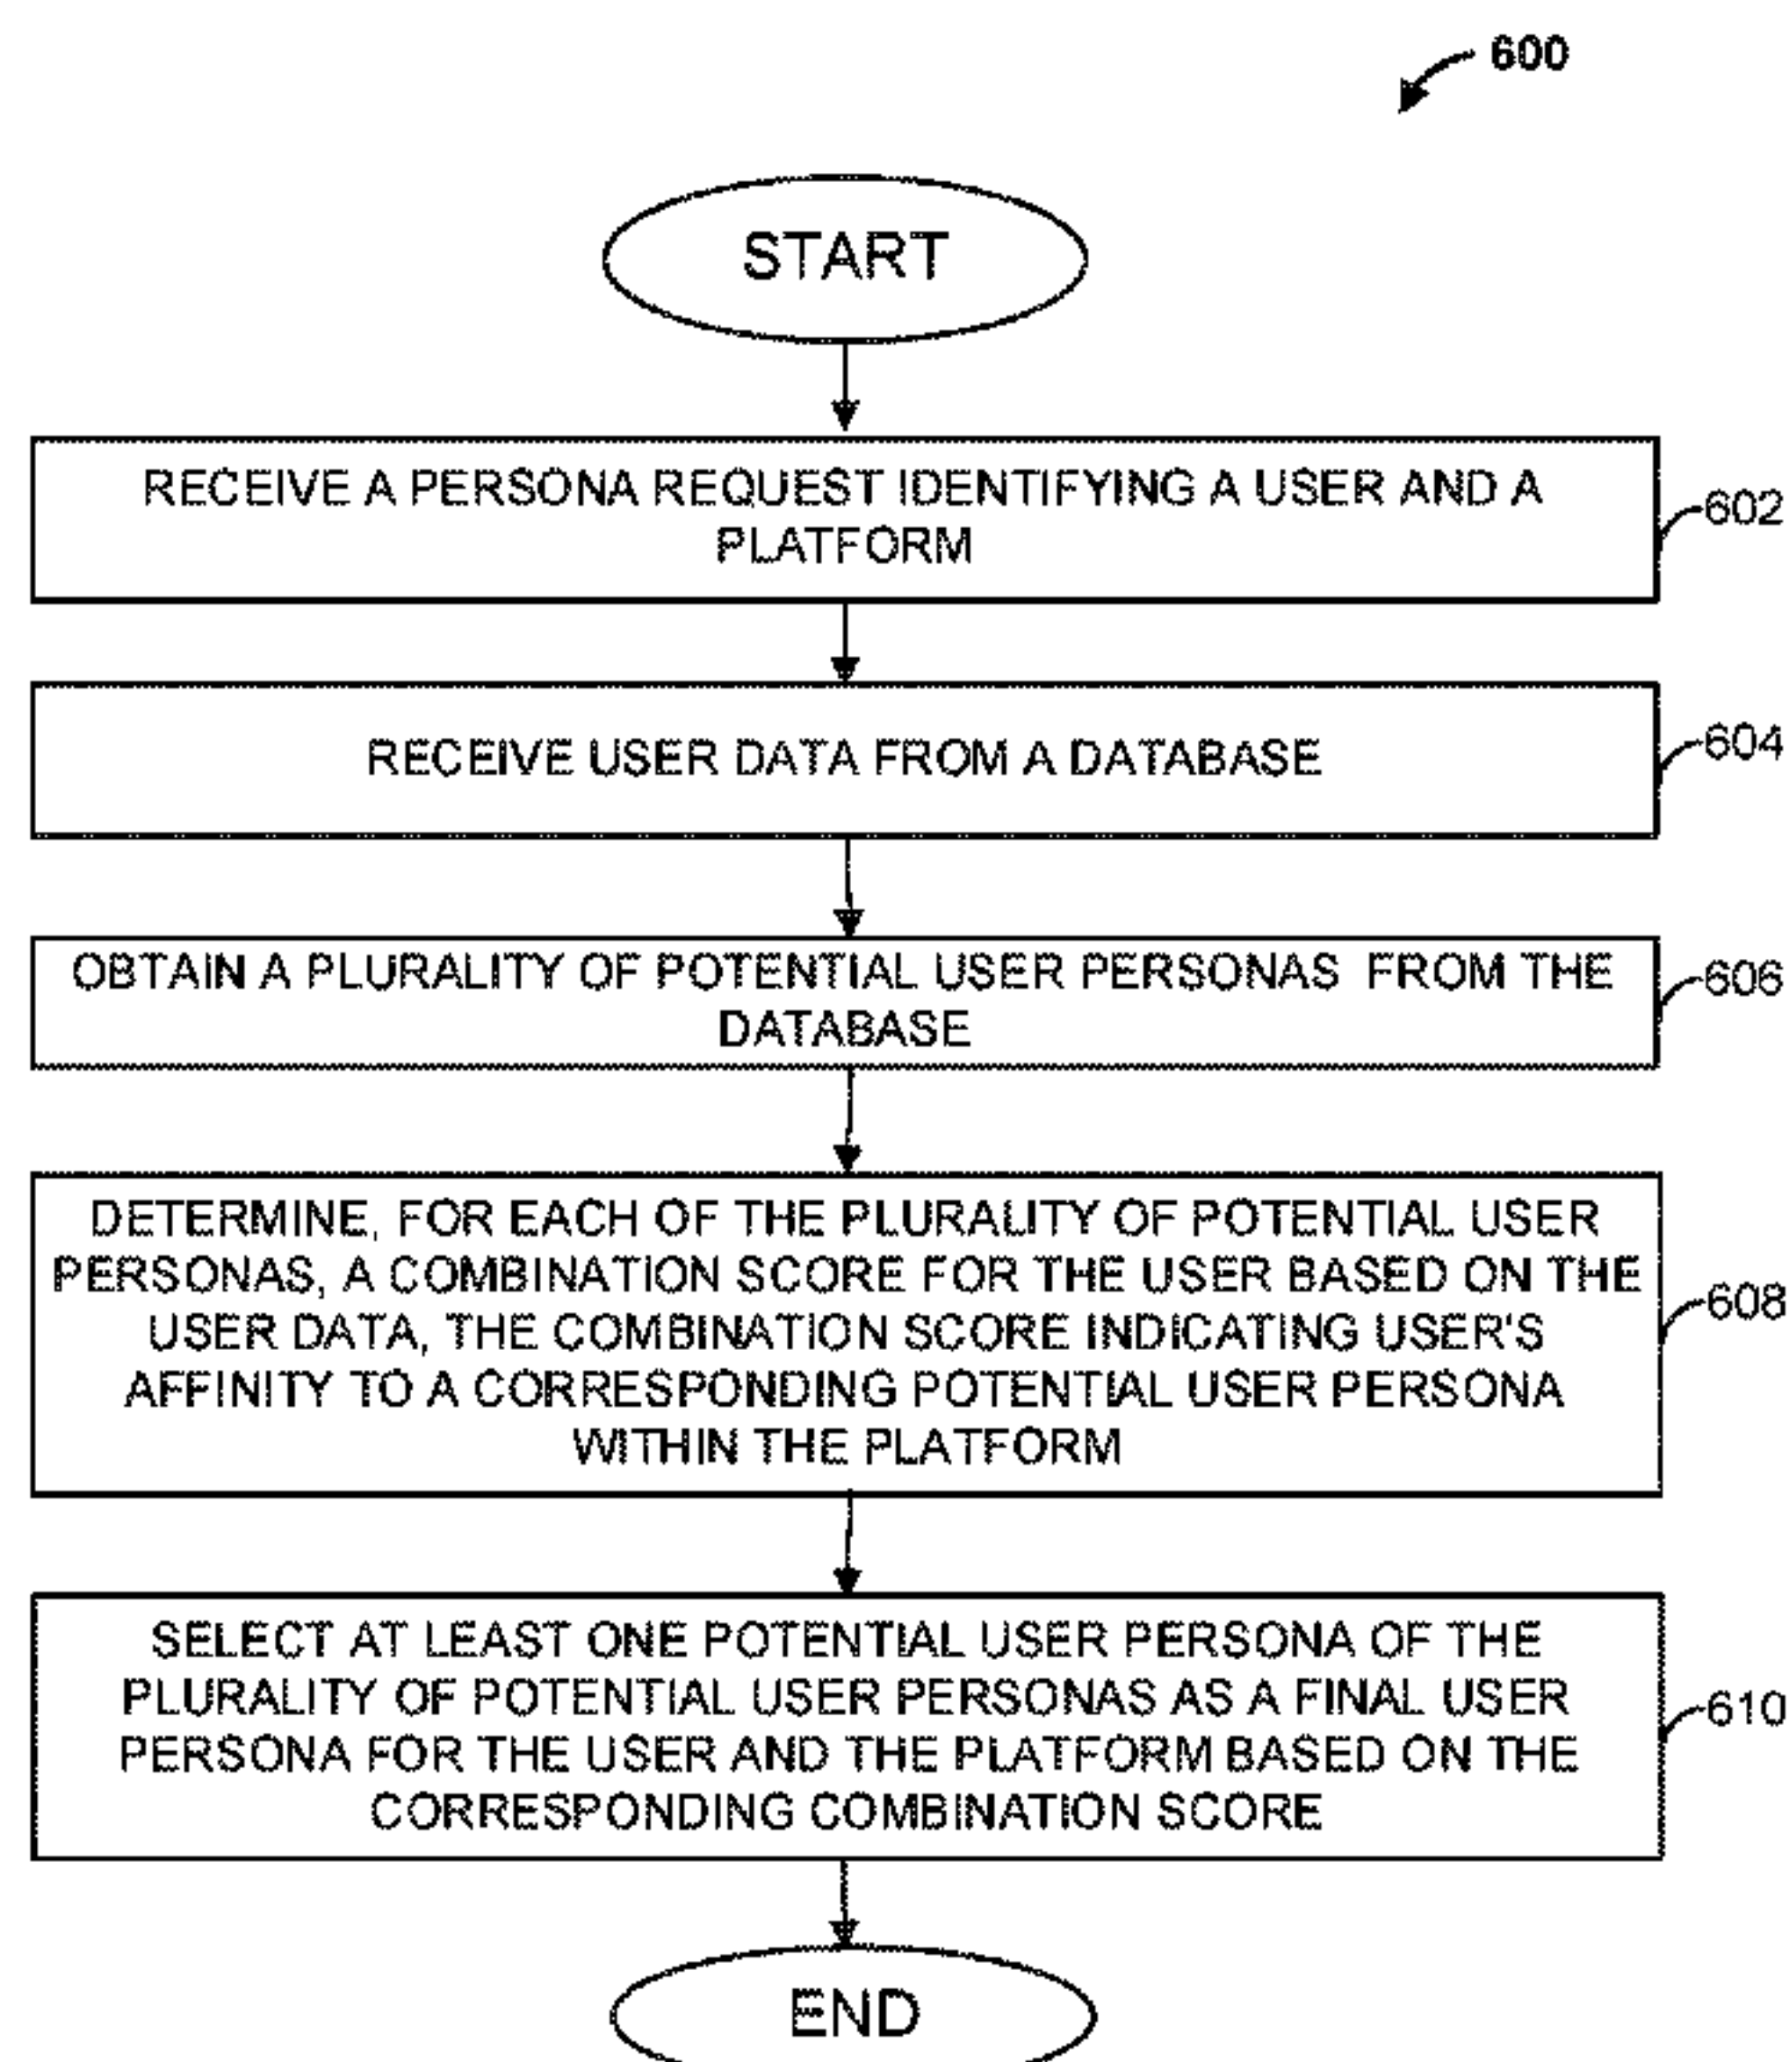 600
START
RECEIVE A PERSONA REQUEST IDENTIFYING A USER AND A
PLATFORM
602
RECEIVE USER DATA FROM A DATABASE
604
OBTAIN A PLURALITY OF POTENTIAL USER PERSONAS FROM THE
DATABASE
606
DETERMINE, FOR EACH OF THE PLURALITY OF POTENTIAL USER
PERSONAS, A COMBINATION SCORE FOR THE USER BASED ON THE
USER DATA, THE COMBINATION SCORE INDICATING USER'S
AFFINITY TO A CORRESPONDING POTENTIAL USER PERSONA
WITHIN THE PLATFORM
608
SELECT AT LEAST ONE POTENTIAL USER PERSONA OF THE
PLURALITY OF POTENTIAL USER PERSONAS AS A FINAL USER
PERSONA FOR THE USER AND THE PLATFORM BASED ON THE
CORRESPONDING COMBINATION SCORE
610
END